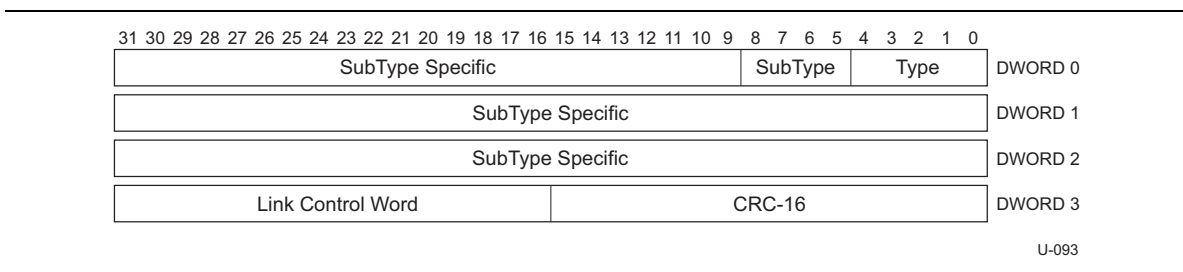 31 30 29 28 27 26 25 24 23 22 21 20 19 18 17 16 15 14 13 12 11 10 9 8 7 6 5 4 3 2 1 0
SubType Specific SubType Type DWORD 0
SubType Specific DWORD 1
SubType Specific DWORD 2
Link Control Word CRC-16 DWORD 3
U-093